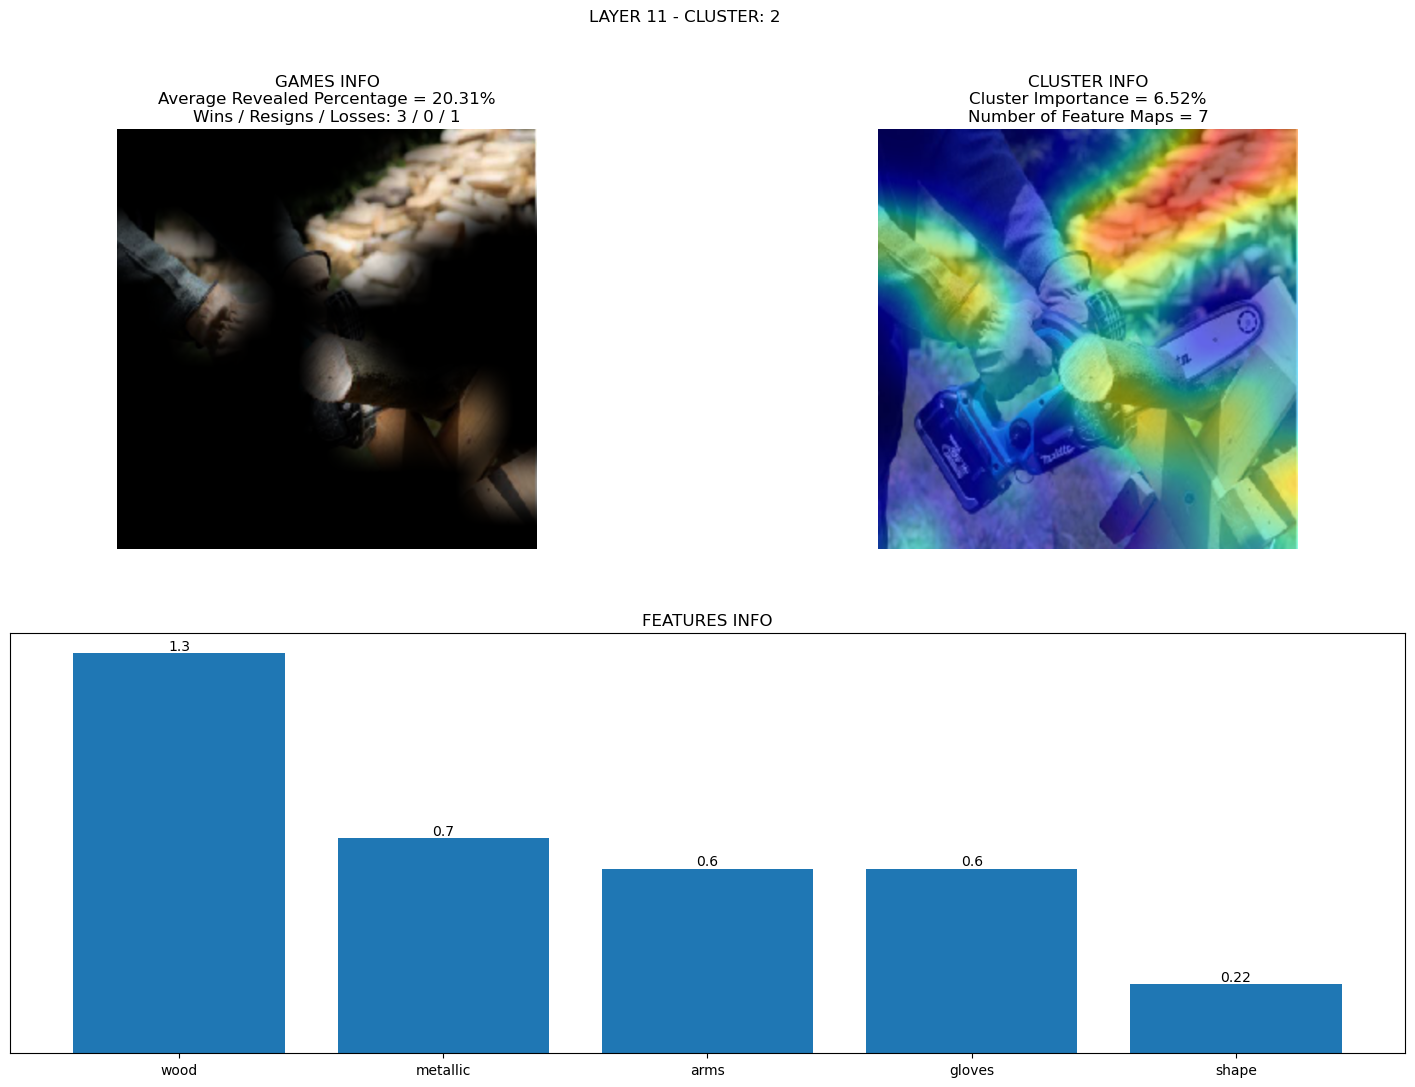 LAYER 11 - CLUSTER: 2
GAMES INFO
Average Revealed Percentage = 20.31%
Wins / Resigns / Losses: 3 / 0 / 1
CLUSTER INFO
Cluster Importance = 6.52%
Number of Feature Maps = 7
makita
FEATURES INFO
1.3
0.7
0.6
0.6
0.22
wood
metallic
arms
gloves
shape